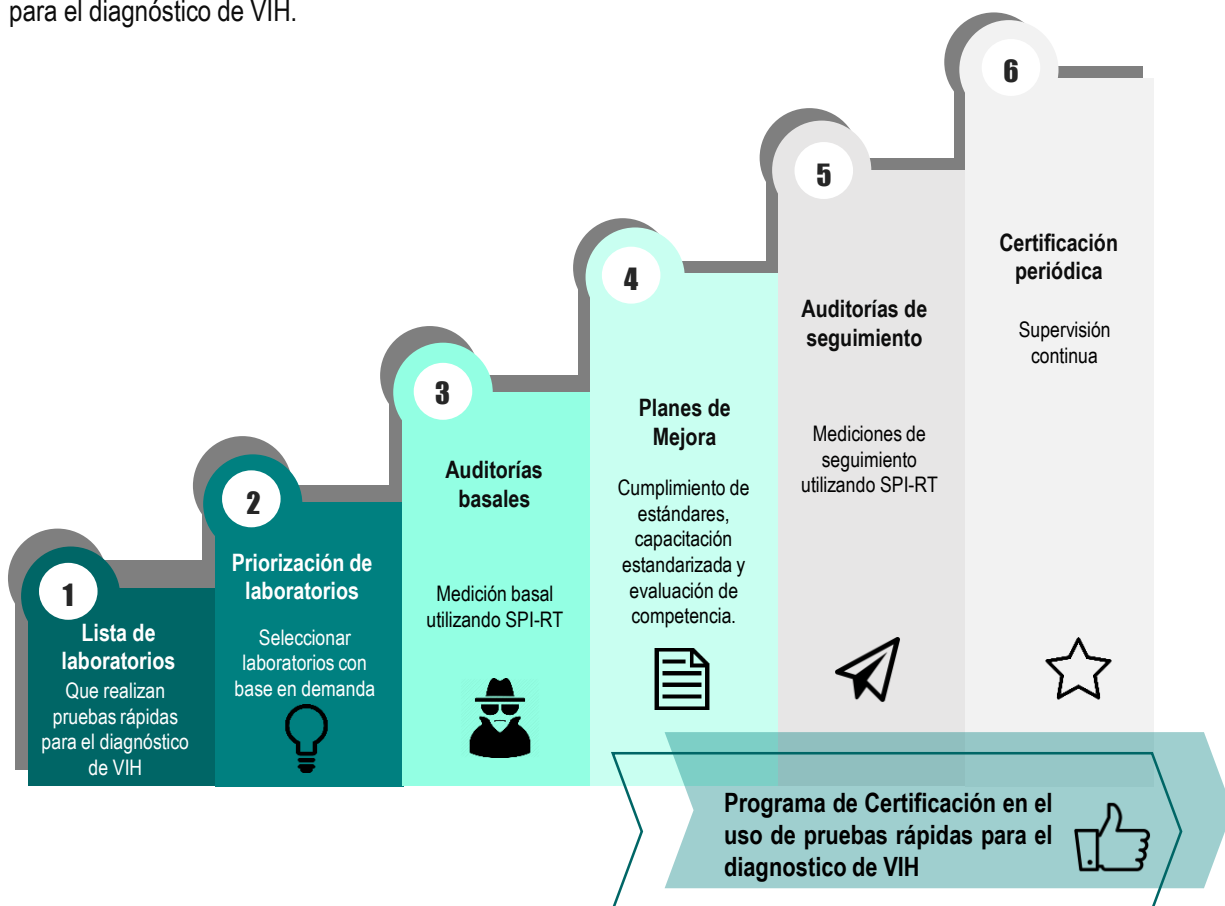 para el diagnóstico de VIH.
1
Lista de
laboratorios
Que realizan
pruebas rápidas
para el diagnóstico
de VIH
2
Priorización de
laboratorios
Seleccionar
laboratorios con
base en demanda
3
Auditorías
basales
Medición basal
utilizando SPI-RT
4
Planes de
Mejora
Cumplimiento de
estándares,
capacitación
estandarizada y
evaluación de
competencia.
5
Auditorías de
seguimiento
Mediciones de
seguimiento
utilizando SPI-RT
6
Certificación
periódica
Supervisión
continua
Programa de Certificación en el
uso de pruebas rápidas para el
diagnostico de VIH